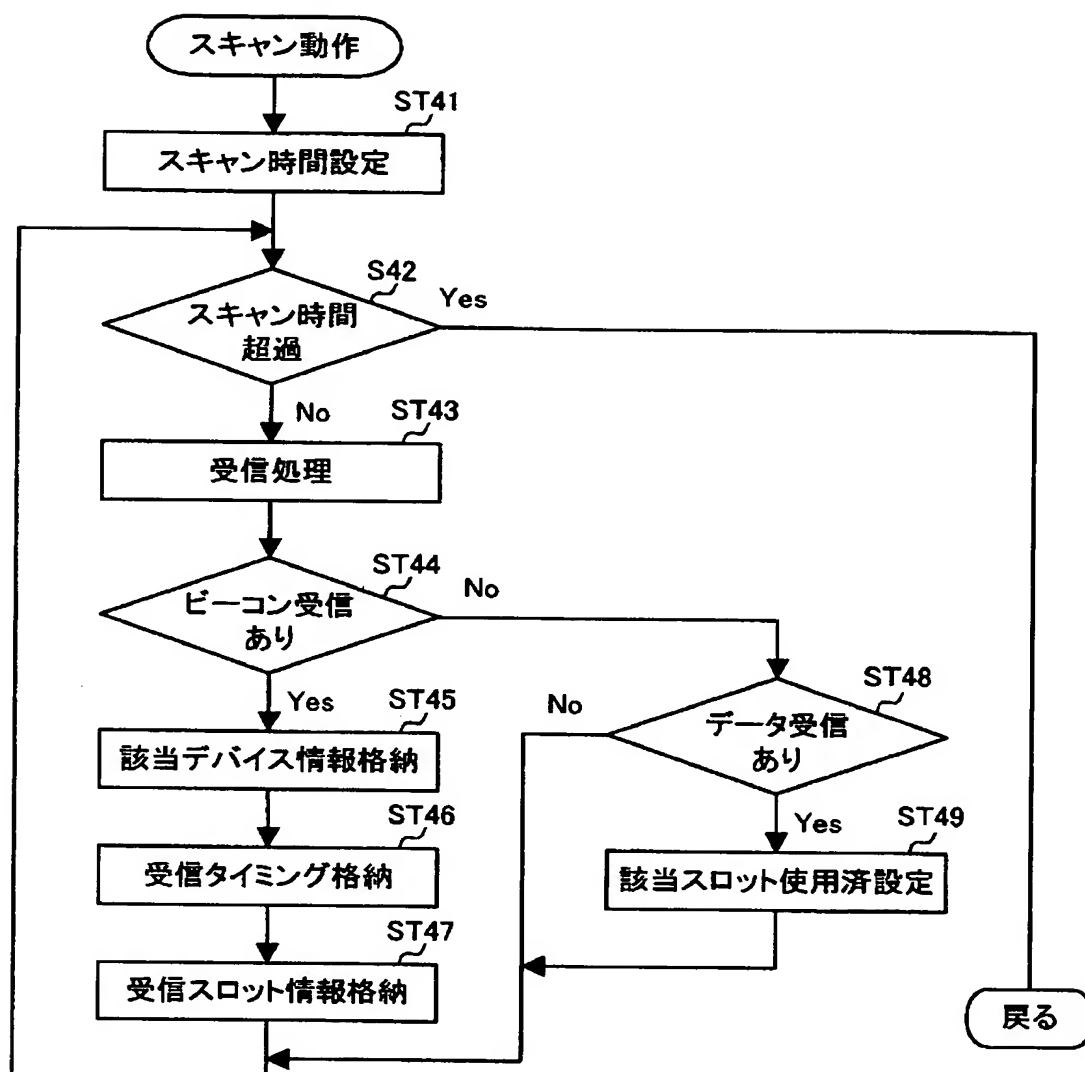 スキャン動作
ST41
スキャン時間設定
S42
スキャン時間
超過
Yes
No
ST43
受信処理
ST44
ビーコン受信
あり
No
Yes
ST45
該当デバイス情報格納
ST46
受信タイミング格納
ST47
受信スロット情報格納
ST48
データ受信
あり
No
Yes
ST49
該当スロット使用済設定
戻る